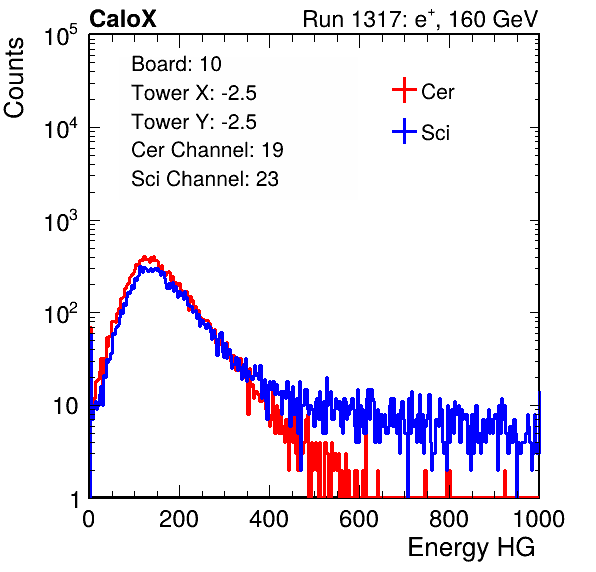 CaloX Run 1317: e⁺, 160 GeV
Counts
10⁵
10⁴
10³
10²
10
1
Board: 10
Tower X: -2.5
Tower Y: -2.5
Cer Channel: 19
Sci Channel: 23
Cer
Sci
0 200 400 600 800 1000
Energy HG